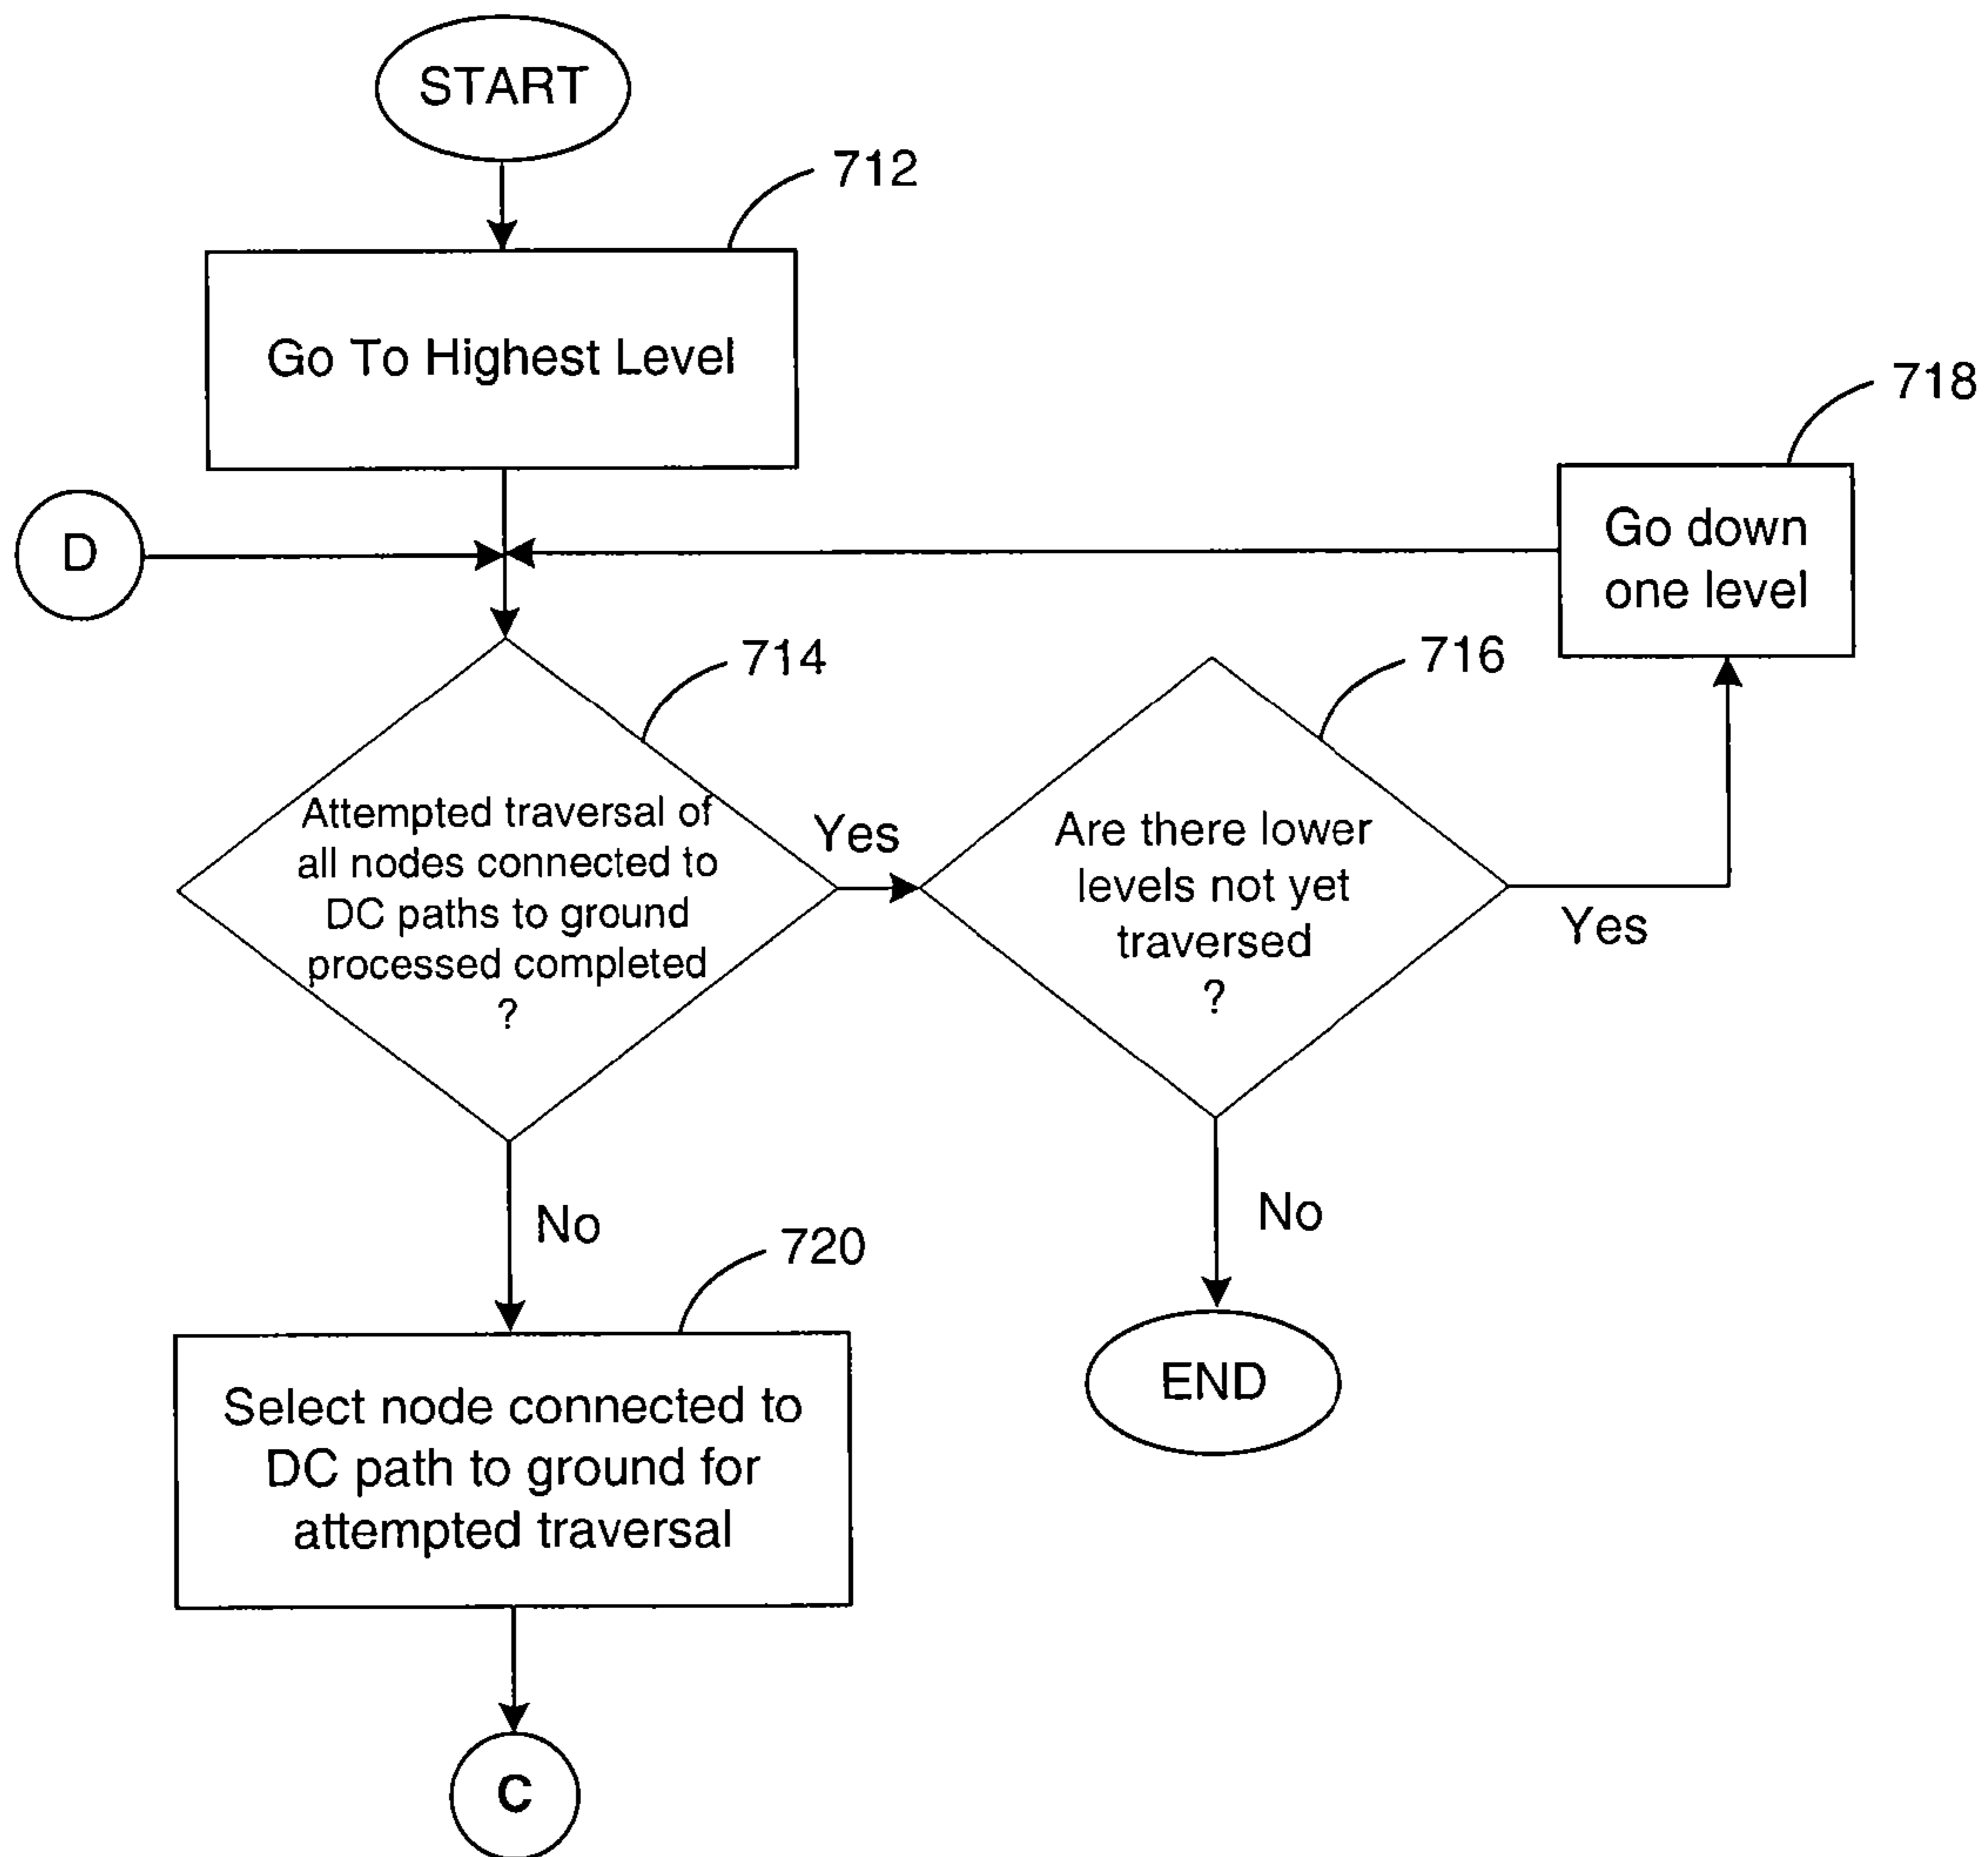 START
712
Go To Highest Level
718
Go down
one level
D
714
716
Attempted traversal of
all nodes connected to
DC paths to ground
processed completed
?
Yes
Are there lower
levels not yet
traversed
?
Yes
No
No
720
Select node connected to
DC path to ground for
attempted traversal
END
C